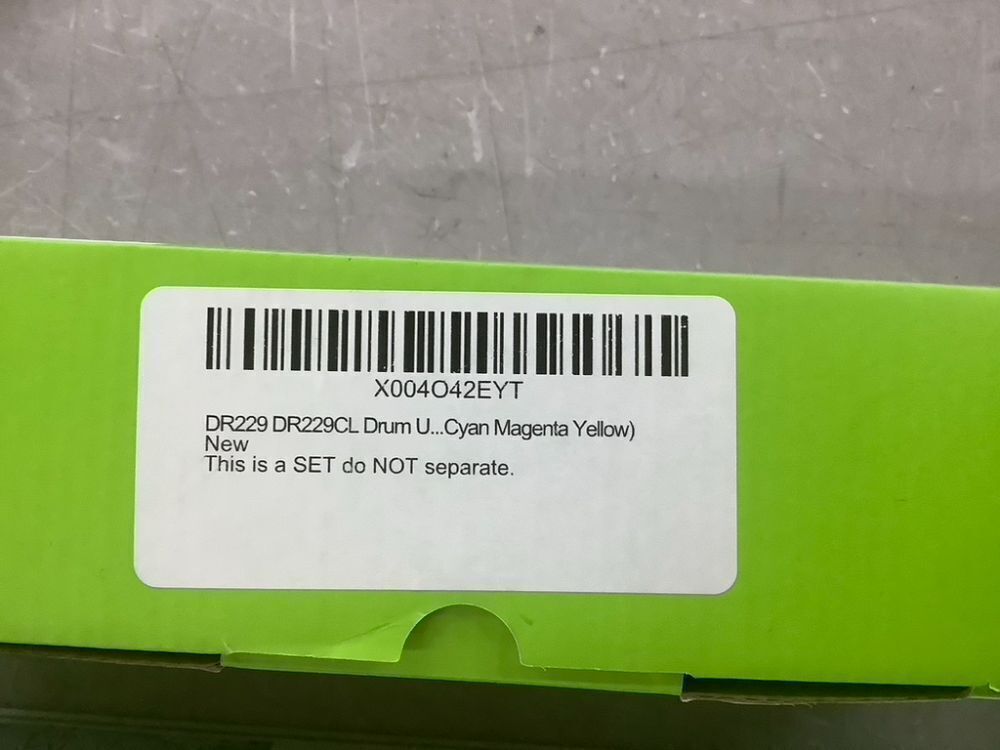 X004O42EYT
DR229 DR229CL Drum U...Cyan Magenta Yellow)
New
This is a SET do NOT separate.